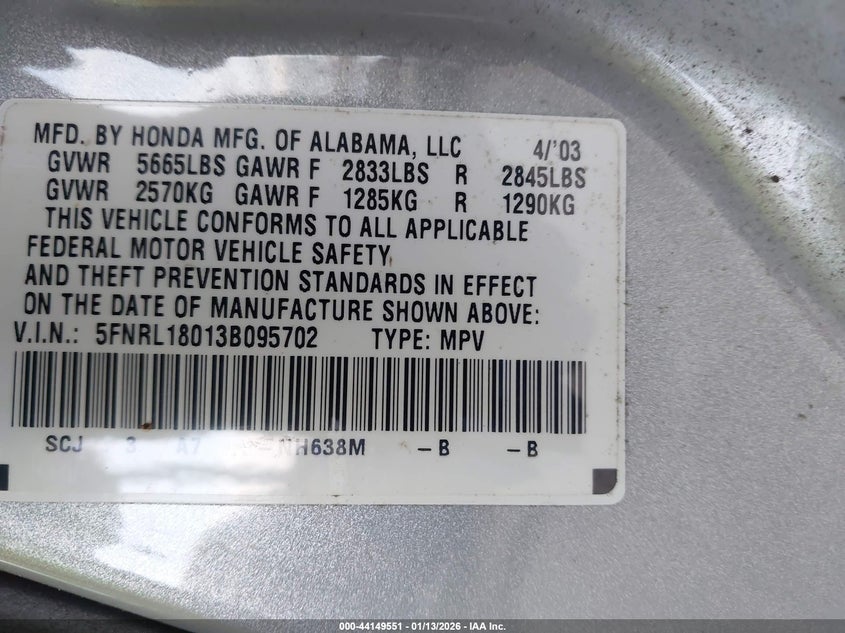 MFD. BY HONDA MFG. OF ALABAMA, LLC 4/'03
GVWR 5665LBS GAWR F 2833LBS R 2845LBS
GVWR 2570KG GAWR F 1285KG R 1290KG
THIS VEHICLE CONFORMS TO ALL APPLICABLE
FEDERAL MOTOR VEHICLE SAFETY
AND THEFT PREVENTION STANDARDS IN EFFECT
ON THE DATE OF MANUFACTURE SHOWN ABOVE:
V.I.N.: 5FNRL18013B095702 TYPE: MPV
SCJ 3 A7 NH638M -B -B
000-44149551 | 01/13/2026 | IAA Inc.